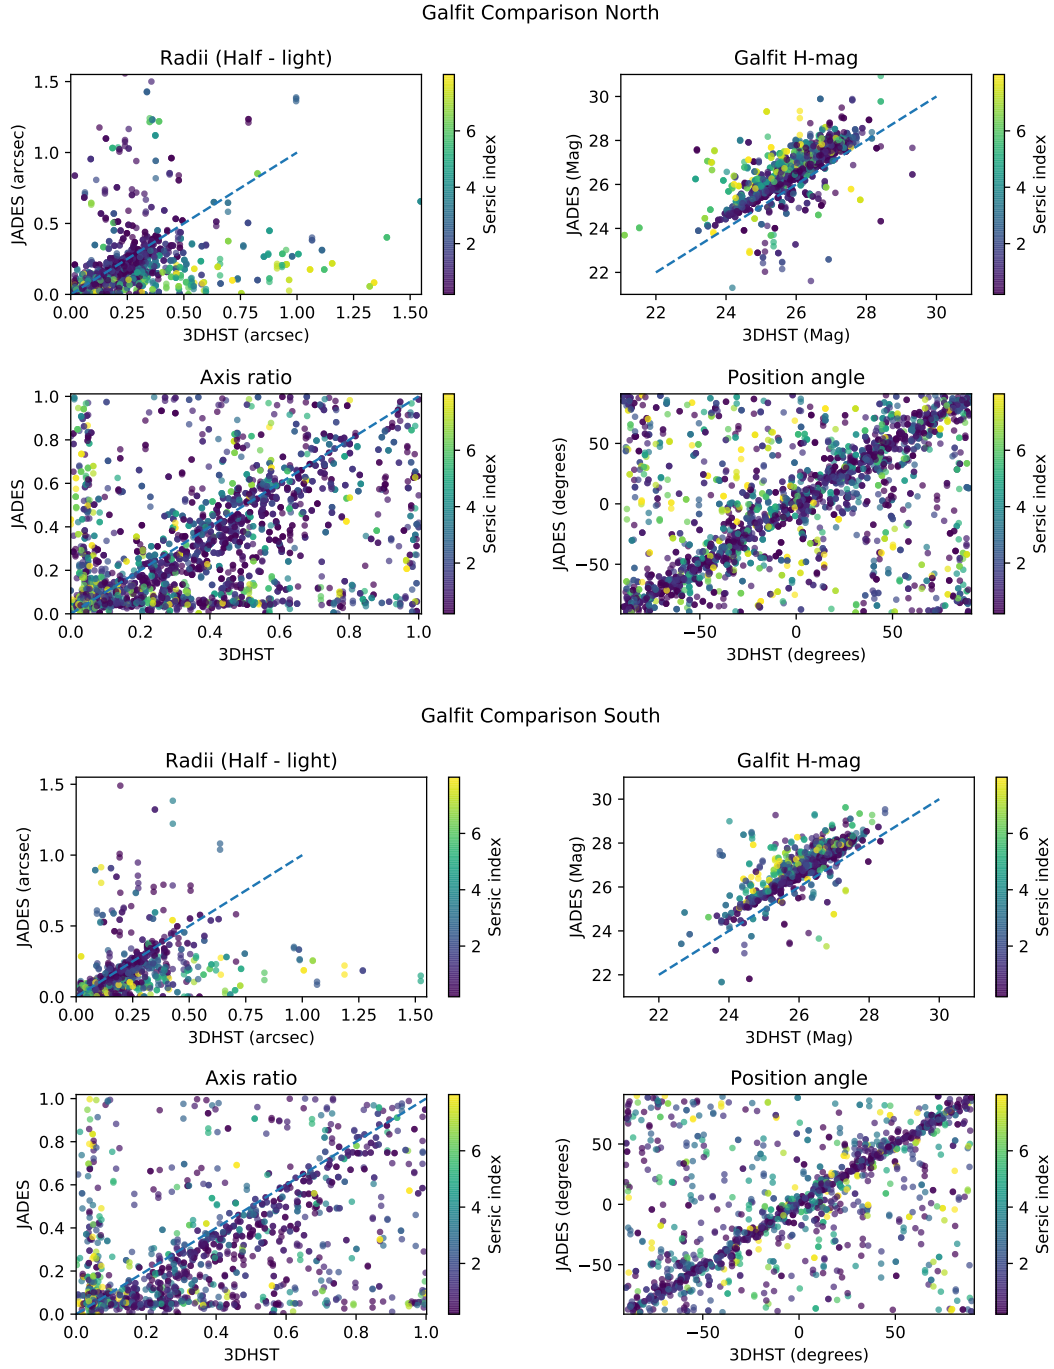 Galfit Comparison North
Radii (Half - light)
1.5
1.0
0.5
0.0
JADES (arcsec)
0.00 0.25 0.50 0.75 1.00 1.25 1.50
3DHST (arcsec)
6
4
2
Sersic index
Galfit H-mag
30
28
26
24
22
JADES (Mag)
22 24 26 28 30
3DHST (Mag)
6
4
2
Sersic index
Axis ratio
1.0
0.8
0.6
0.4
0.2
0.0
JADES
0.0 0.2 0.4 0.6 0.8 1.0
3DHST
6
4
2
Sersic index
Position angle
50
0
−50
JADES (degrees)
−50 0 50
3DHST (degrees)
6
4
2
Sersic index
Galfit Comparison South
Radii (Half - light)
1.5
1.0
0.5
0.0
JADES (arcsec)
0.00 0.25 0.50 0.75 1.00 1.25 1.50
3DHST (arcsec)
6
4
2
Sersic index
Galfit H-mag
30
28
26
24
22
JADES (Mag)
22 24 26 28 30
3DHST (Mag)
6
4
2
Sersic index
Axis ratio
1.0
0.8
0.6
0.4
0.2
0.0
JADES
0.0 0.2 0.4 0.6 0.8 1.0
3DHST
6
4
2
Sersic index
Position angle
50
0
−50
JADES (degrees)
−50 0 50
3DHST (degrees)
6
4
2
Sersic index